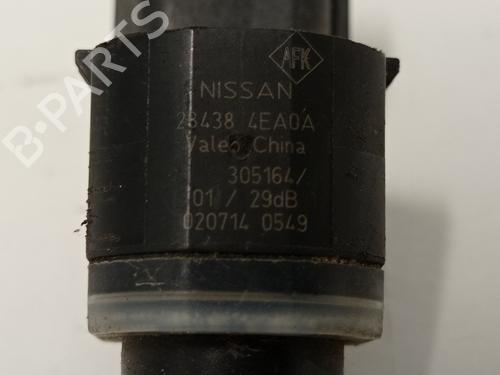 AFK
NISSAN
28438 4EA0A
Valeo China
305164/
01 / 29dB
020714 0549
B-PARTS